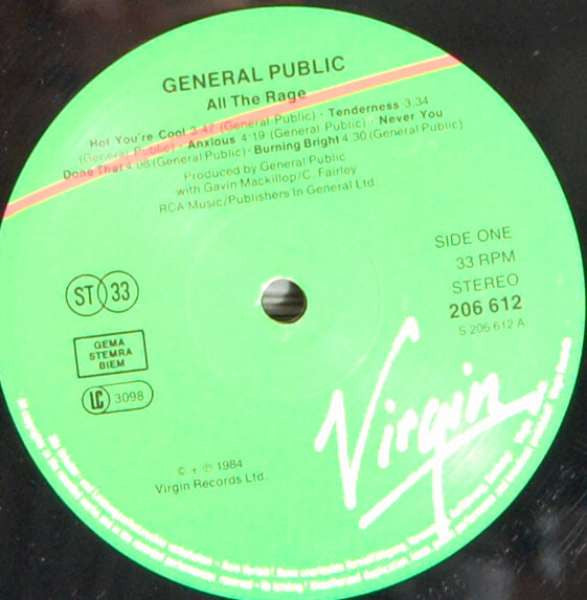 GENERAL PUBLIC
All The Rage
Hot You're Cool 3.47 (General Public) · Tenderness 3.34
(General Public) · Anxious 4.19 (General Public) · Never You
Done That 4.08 (General Public) · Burning Bright 4.30 (General Public)
Produced by General Public
with Gavin Mackillop/C. Fairley
RCA Music/Publishers In General Ltd.
SIDE ONE
33 RPM
STEREO
206 612
S 206 612 A
ST 33
GEMA
STEMRA
BIEM
LC 3098
© + ℗ 1984
Virgin Records Ltd.
Virgin